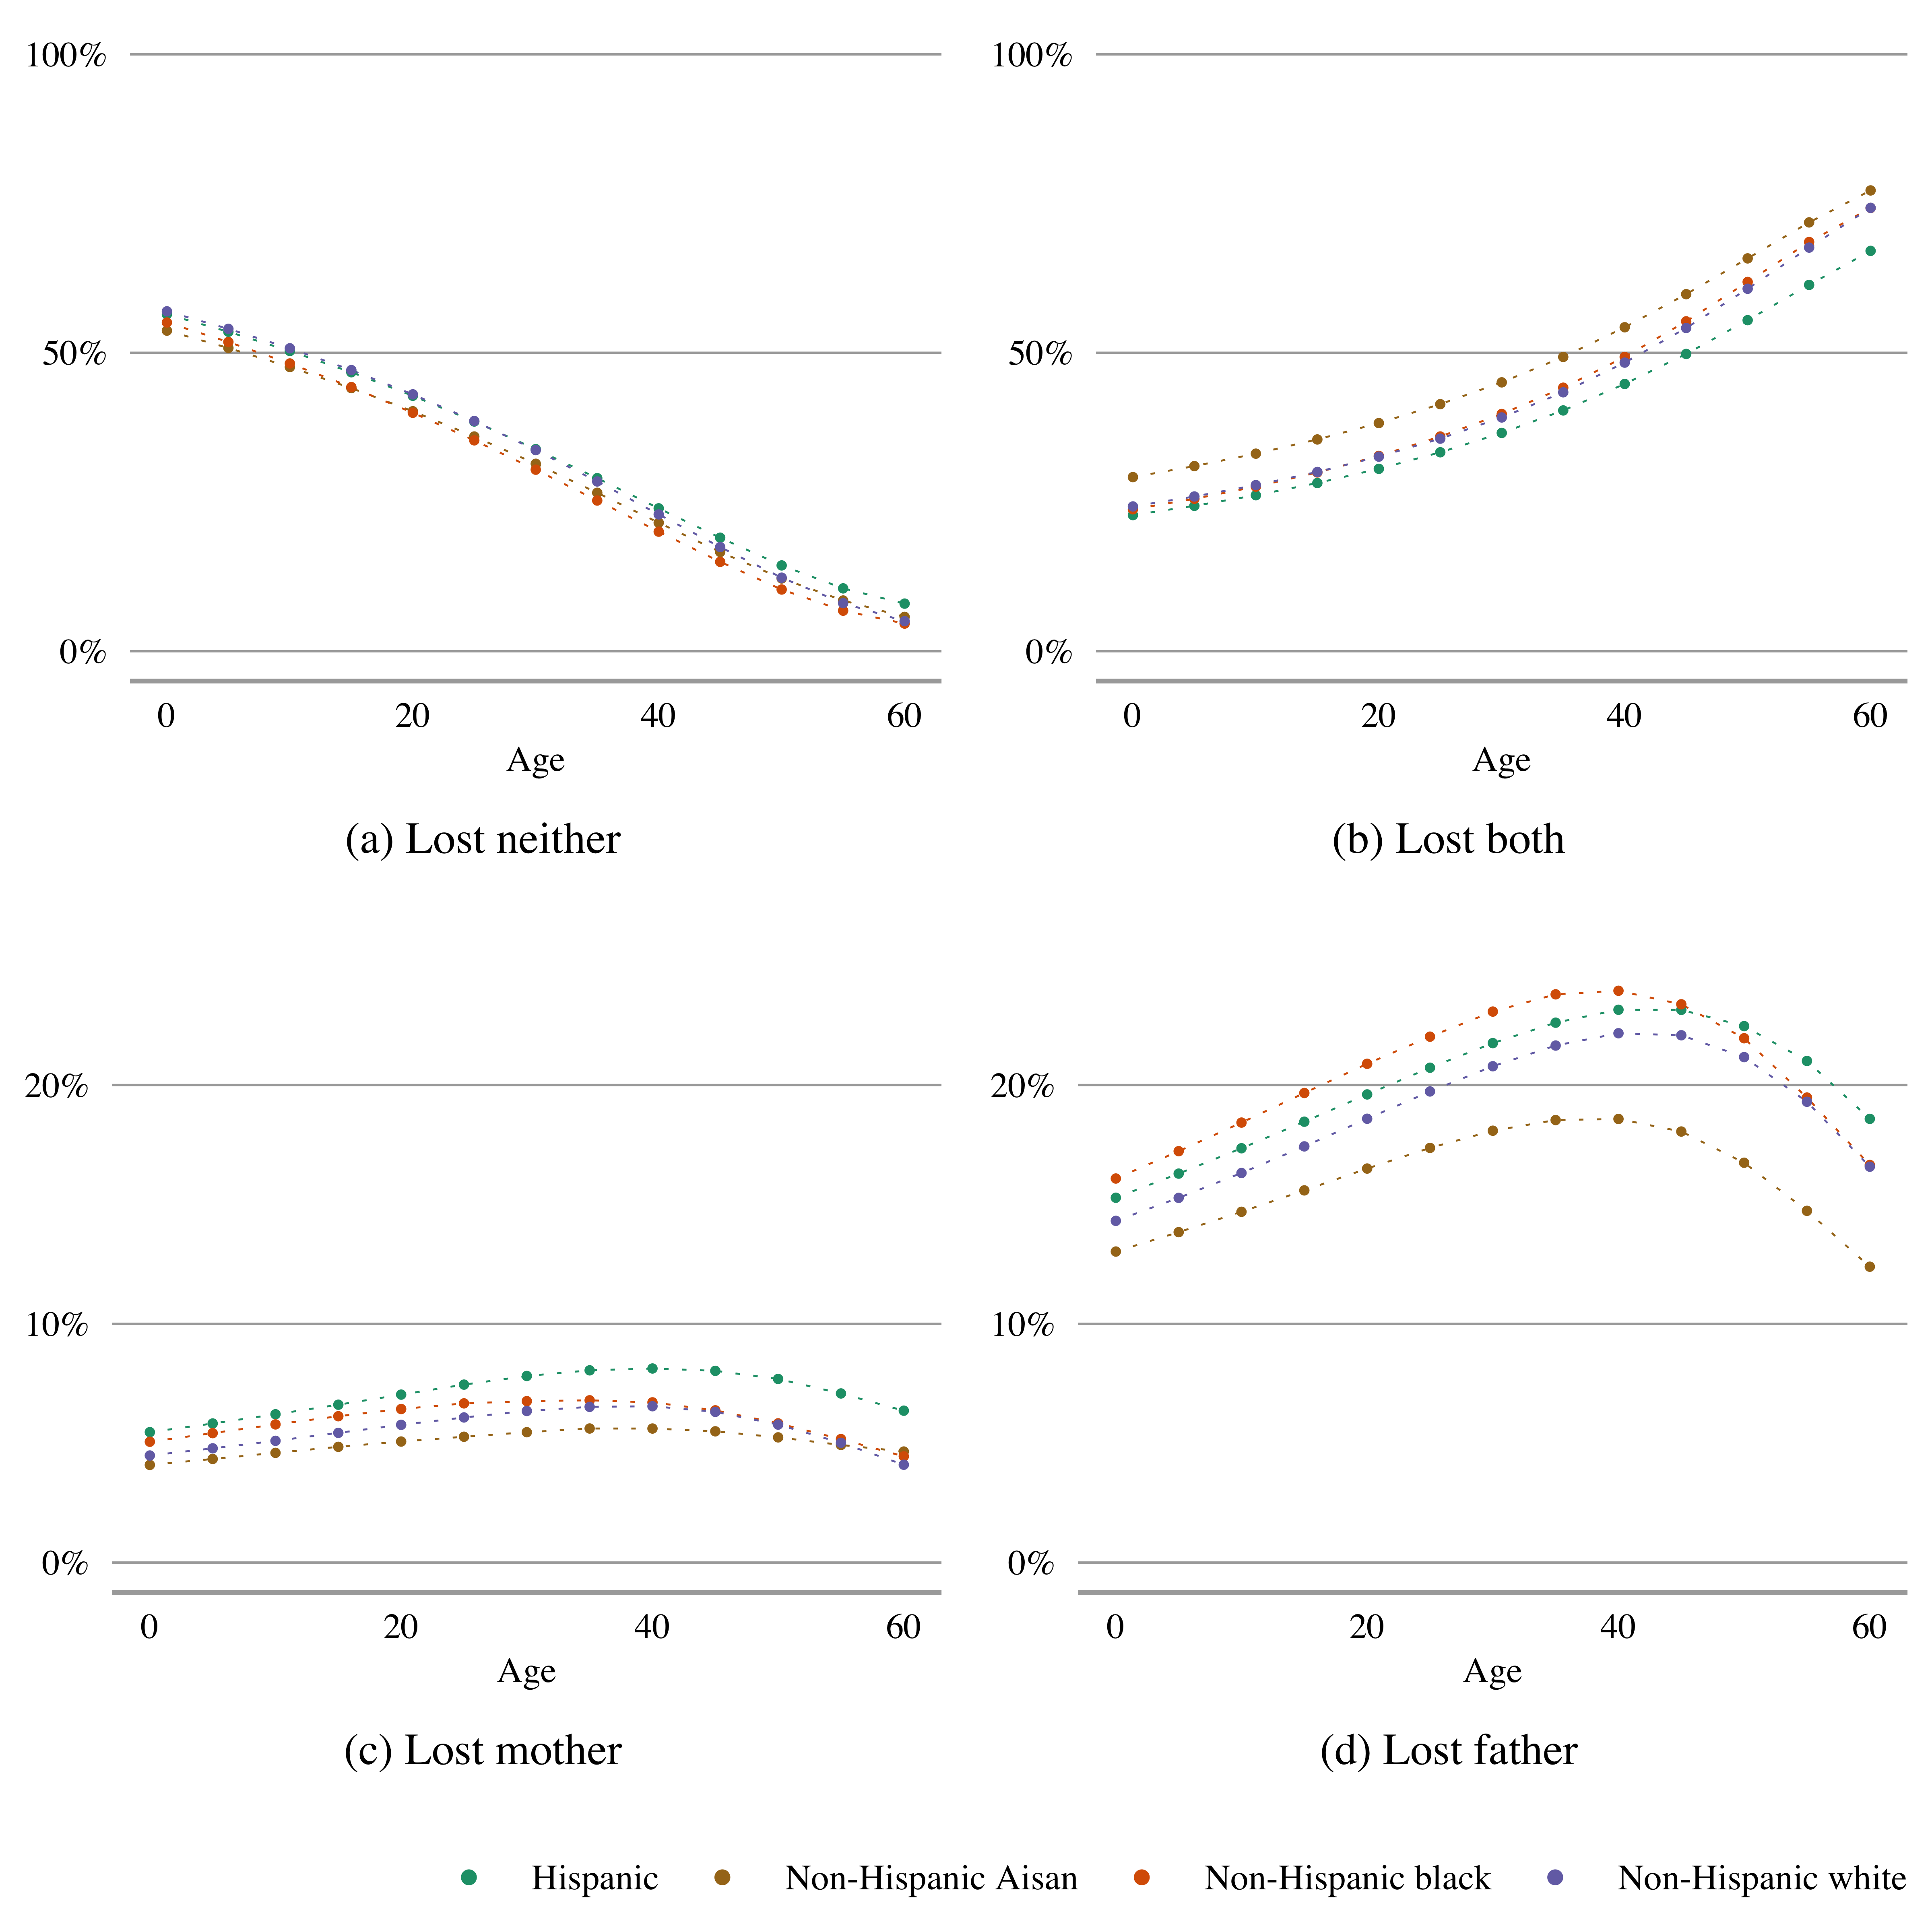 100%
50%
0%
0 20 40 60
Age
(a) Lost neither
100%
50%
0%
0 20 40 60
Age
(b) Lost both
20%
10%
0%
0 20 40 60
Age
(c) Lost mother
20%
10%
0%
0 20 40 60
Age
(d) Lost father
Hispanic Non-Hispanic Aisan Non-Hispanic black Non-Hispanic white